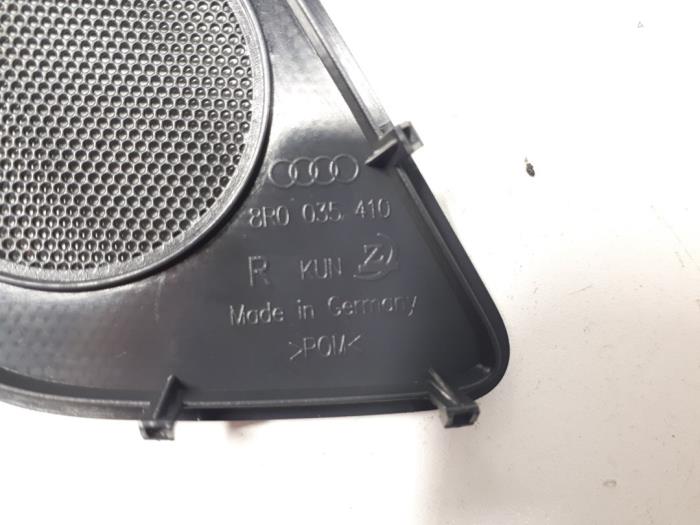 8R0 035 410
R KUN
Made in Germany
>POM<